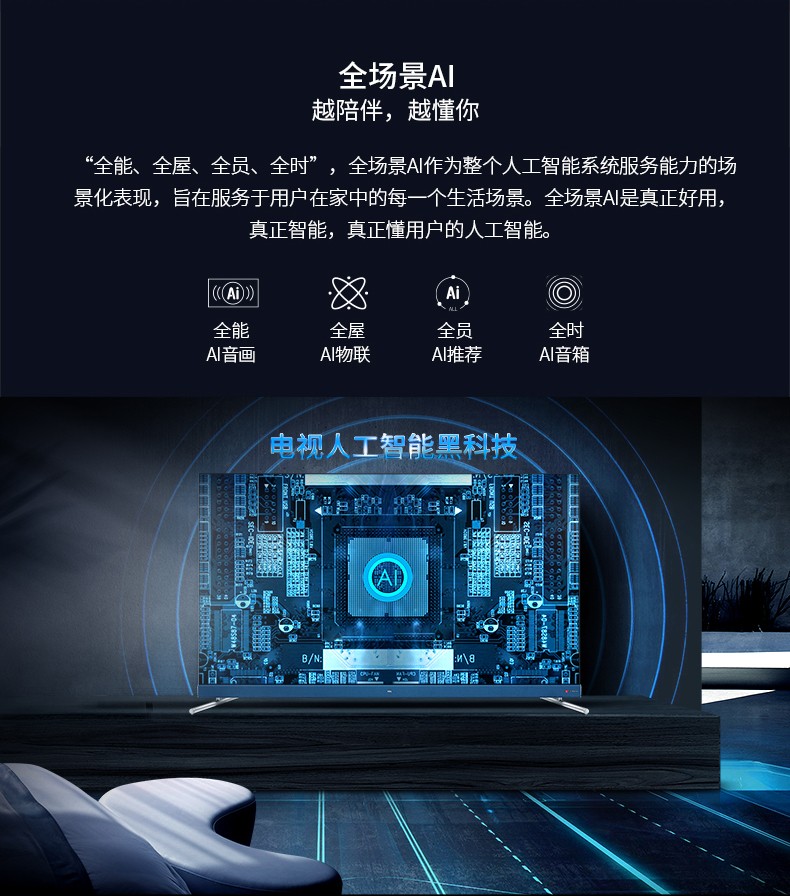 全场景AI
越陪伴，越懂你
“全能、全屋、全员、全时”，全场景AI作为整个人工智能系统服务能力的场
景化表现，旨在服务于用户在家中的每一个生活场景。全场景AI是真正好用，
真正智能，真正懂用户的人工智能。
Ai
Ai
ALL
全能 全屋 全员 全时
AI音画 AI物联 AI推荐 AI音箱
电视人工智能黑科技
AI
B/N: